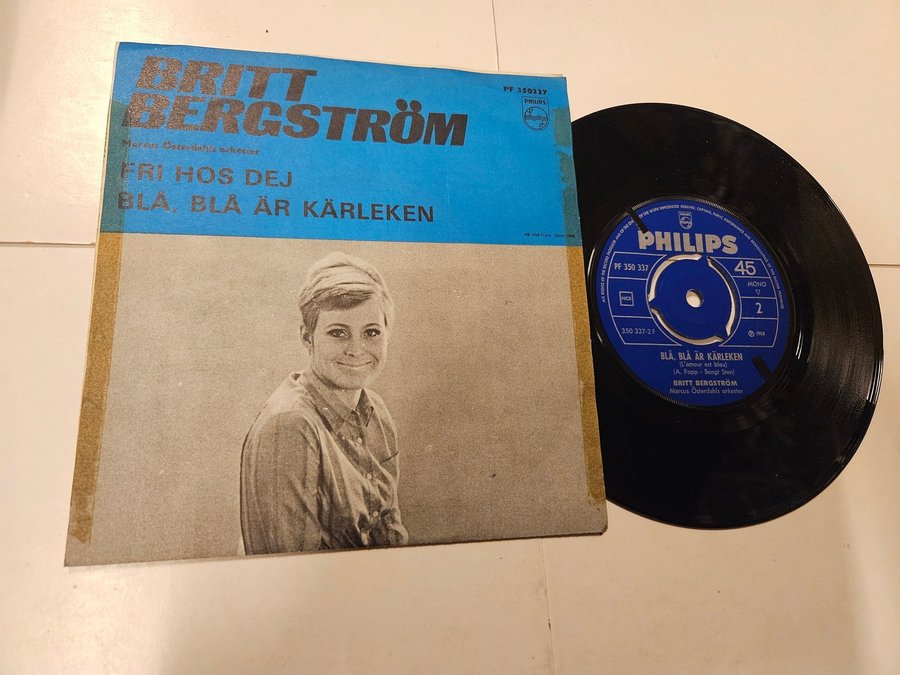 BRITT
BERGSTRÖM
PF 350337
PHILIPS
Marcus Österdahls orkester
FRI HOS DEJ
BLÅ, BLÅ ÄR KÄRLEKEN
PHILIPS
PF 350 337
45
MONO
NCB
2
350 337-2 F
℗ 1968
BLÅ, BLÅ ÄR KÄRLEKEN
(L'amour est bleu)
(A. Popp - Bengt Sten)
BRITT BERGSTRÖM
Marcus Österdahls orkester